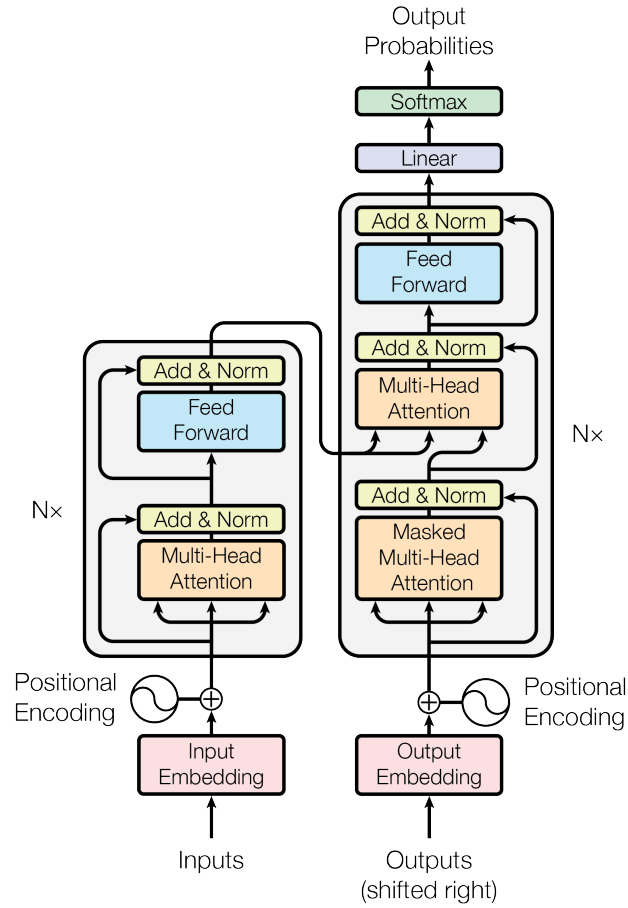 Output
Probabilities
Softmax
Linear
Add & Norm
Feed
Forward
Add & Norm
Multi-Head
Attention
N×
Add & Norm
Masked
Multi-Head
Attention
Add & Norm
Feed
Forward
N×
Add & Norm
Multi-Head
Attention
Positional
Encoding
Positional
Encoding
Input
Embedding
Output
Embedding
Inputs
Outputs
(shifted right)